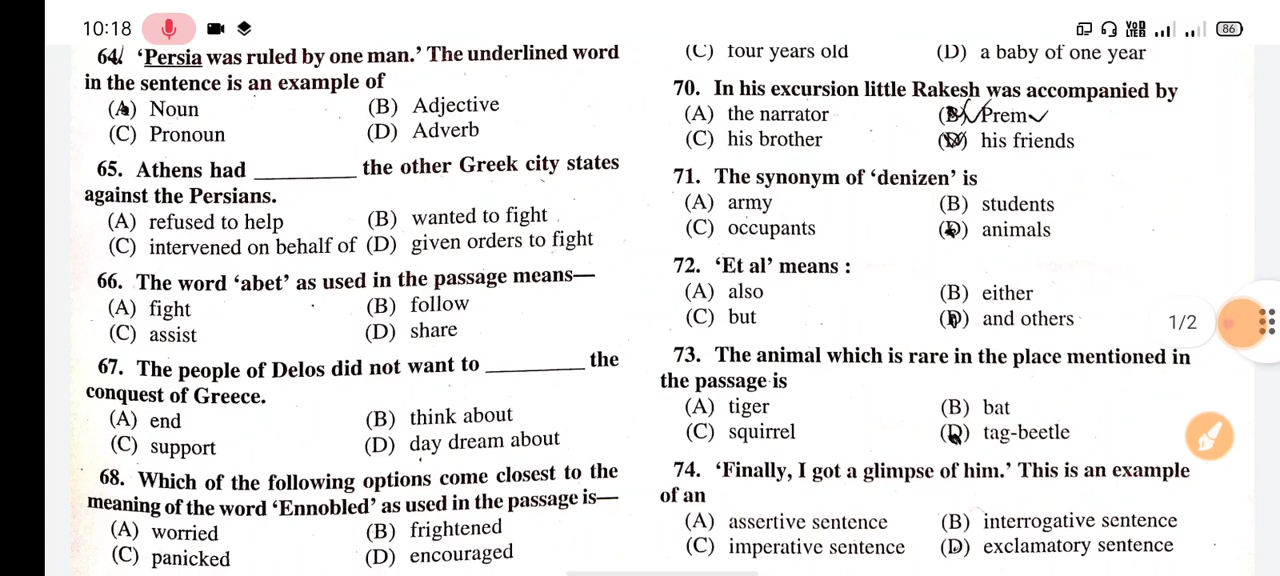 10:18
VoD LTE 86
64. ‘Persia was ruled by one man.’ The underlined word
in the sentence is an example of
(A) Noun (B) Adjective
(C) Pronoun (D) Adverb
65. Athens had __________ the other Greek city states
against the Persians.
(A) refused to help (B) wanted to fight
(C) intervened on behalf of (D) given orders to fight
66. The word ‘abet’ as used in the passage means—
(A) fight (B) follow
(C) assist (D) share
67. The people of Delos did not want to __________ the
conquest of Greece.
(A) end (B) think about
(C) support (D) day dream about
68. Which of the following options come closest to the
meaning of the word ‘Ennobled’ as used in the passage is—
(A) worried (B) frightened
(C) panicked (D) encouraged
(C) four years old (D) a baby of one year
70. In his excursion little Rakesh was accompanied by
(A) the narrator (B) Prem
(C) his brother (D) his friends
71. The synonym of ‘denizen’ is
(A) army (B) students
(C) occupants (D) animals
72. ‘Et al’ means :
(A) also (B) either
(C) but (D) and others
1/2
73. The animal which is rare in the place mentioned in
the passage is
(A) tiger (B) bat
(C) squirrel (D) tag-beetle
74. ‘Finally, I got a glimpse of him.’ This is an example
of an
(A) assertive sentence (B) interrogative sentence
(C) imperative sentence (D) exclamatory sentence